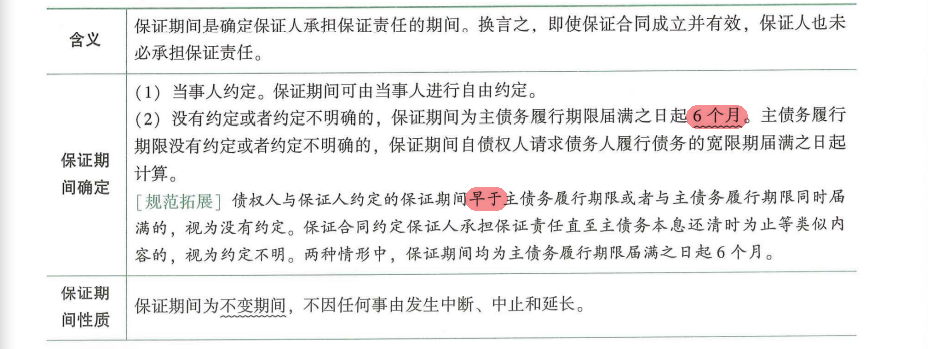 含义
保证期间是确定保证人承担保证责任的期间。换言之，即使保证合同成立并有效，保证人也未
必承担保证责任。
保证期
间确定
（1）当事人约定。保证期间可由当事人进行自由约定。
（2）没有约定或者约定不明确的，保证期间为主债务履行期限届满之日起6个月。主债务履行
期限没有约定或者约定不明确的，保证期间自债权人请求债务人履行债务的宽限期届满之日起
计算。
［规范拓展］债权人与保证人约定的保证期间早于主债务履行期限或者与主债务履行期限同时届
满的，视为没有约定。保证合同约定保证人承担保证责任直至主债务本息还清时为止等类似内
容的，视为约定不明。两种情形中，保证期间均为主债务履行期限届满之日起6个月。
保证期
间性质
保证期间为不变期间，不因任何事由发生中断、中止和延长。